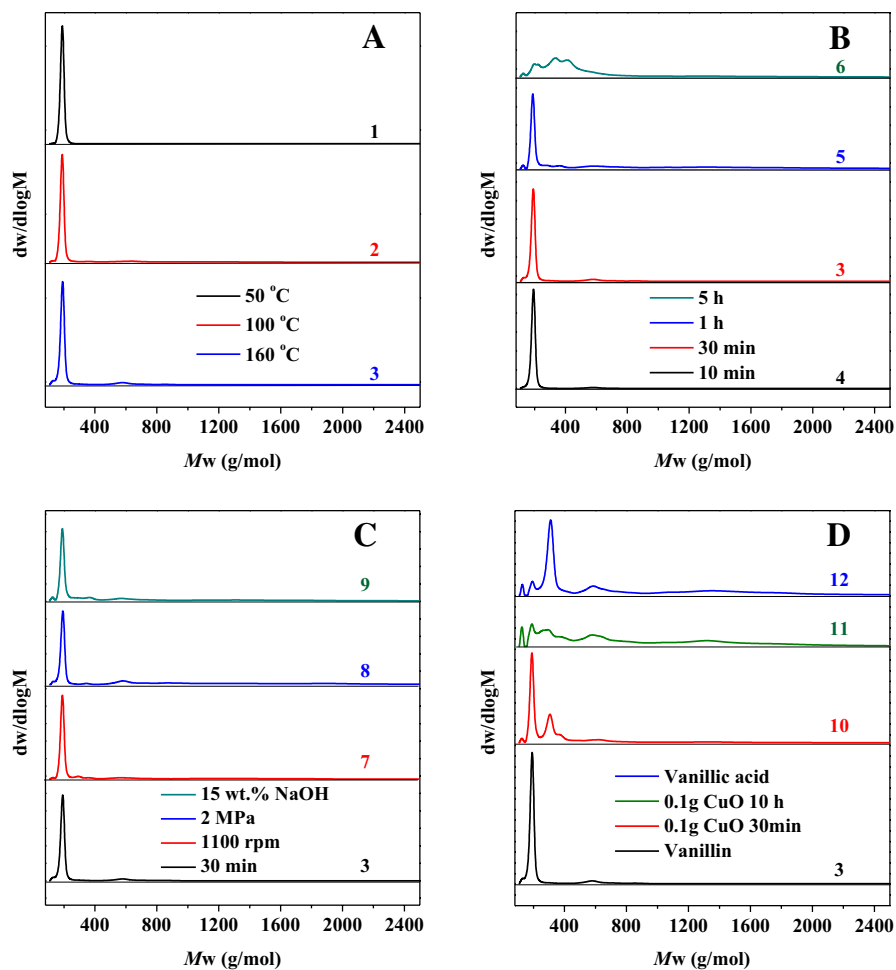 A
1
2
3
50 °C
100 °C
160 °C
dw/dlogM
400 800 1200 1600 2000 2400
Mw (g/mol)
B
6
5
3
4
5 h
1 h
30 min
10 min
dw/dlogM
400 800 1200 1600 2000 2400
Mw (g/mol)
C
9
8
7
3
15 wt.% NaOH
2 MPa
1100 rpm
30 min
dw/dlogM
400 800 1200 1600 2000 2400
Mw (g/mol)
D
12
11
10
3
Vanillic acid
0.1g CuO 10 h
0.1g CuO 30min
Vanillin
dw/dlogM
400 800 1200 1600 2000 2400
Mw (g/mol)